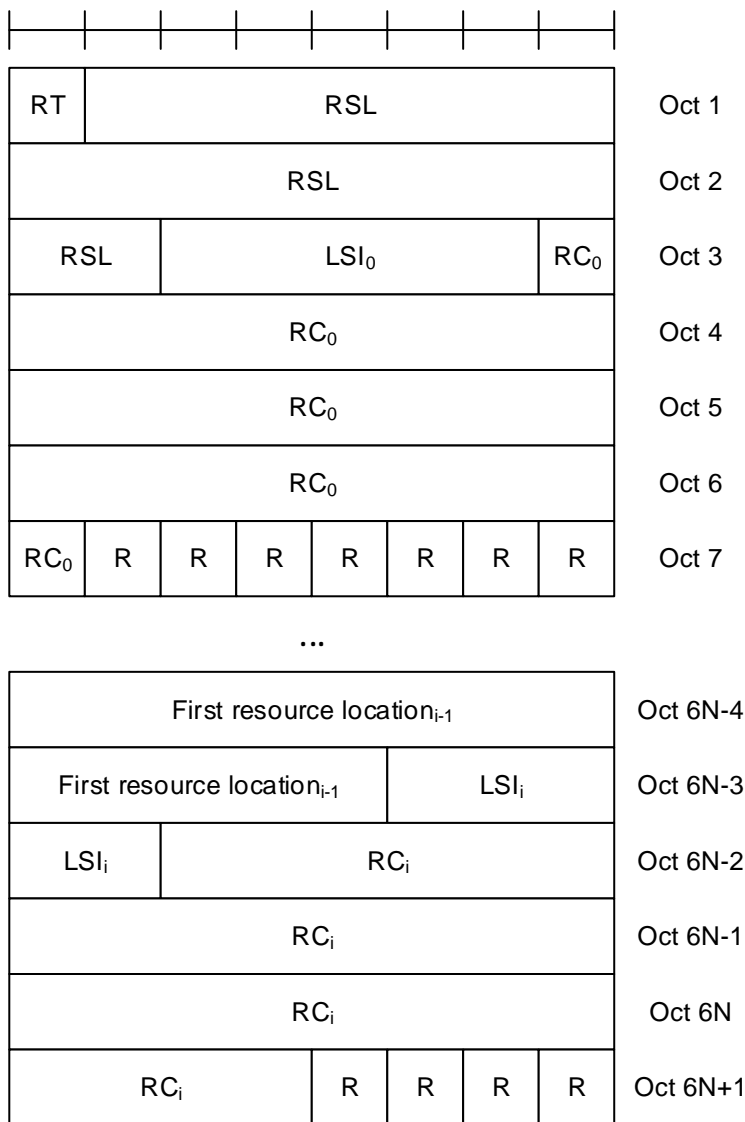 RT RSL Oct 1
RSL Oct 2
RSL LSI₀ RC₀ Oct 3
RC₀ Oct 4
RC₀ Oct 5
RC₀ Oct 6
RC₀ R R R R R R R Oct 7
...
First resource locationᵢ₋₁ Oct 6N-4
First resource locationᵢ₋₁ LSIᵢ Oct 6N-3
LSIᵢ RCᵢ Oct 6N-2
RCᵢ Oct 6N-1
RCᵢ Oct 6N
RCᵢ R R R R Oct 6N+1